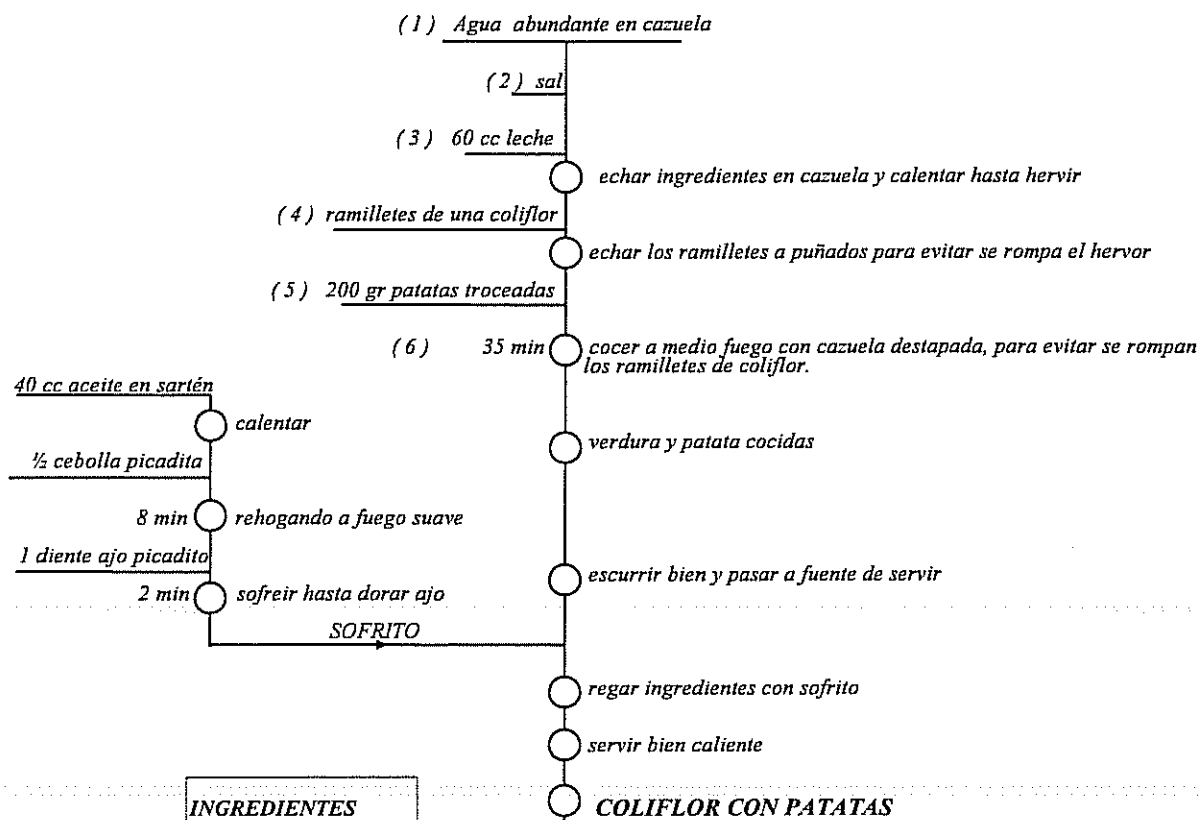 ( 1 ) Agua abundante en cazuela
( 2 ) sal
( 3 ) 60 cc leche
echar ingredientes en cazuela y calentar hasta hervir
( 4 ) ramilletes de una coliflor
echar los ramilletes a puñados para evitar se rompa el hervor
( 5 ) 200 gr patatas troceadas
( 6 ) 35 min cocer a medio fuego con cazuela destapada, para evitar se rompan
los ramilletes de coliflor.
40 cc aceite en sartén
calentar
verdura y patata cocidas
½ cebolla picadita
8 min rehogando a fuego suave
1 diente ajo picadito
escurrir bien y pasar a fuente de servir
2 min sofreir hasta dorar ajo
SOFRITO
regar ingredientes con sofrito
servir bien caliente
INGREDIENTES
COLIFLOR CON PATATAS